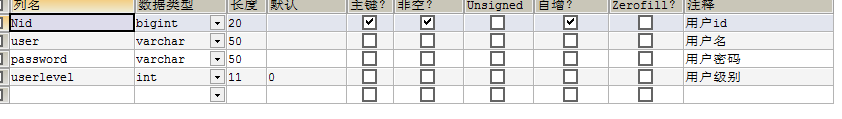 列名 数据类型 长度 默认 主键? 非空? Unsigned 自增? Zerofill? 注释
Nid bigint 20 用户id
user varchar 50 用户名
password varchar 50 用户密码
userlevel int 11 0 用户级别